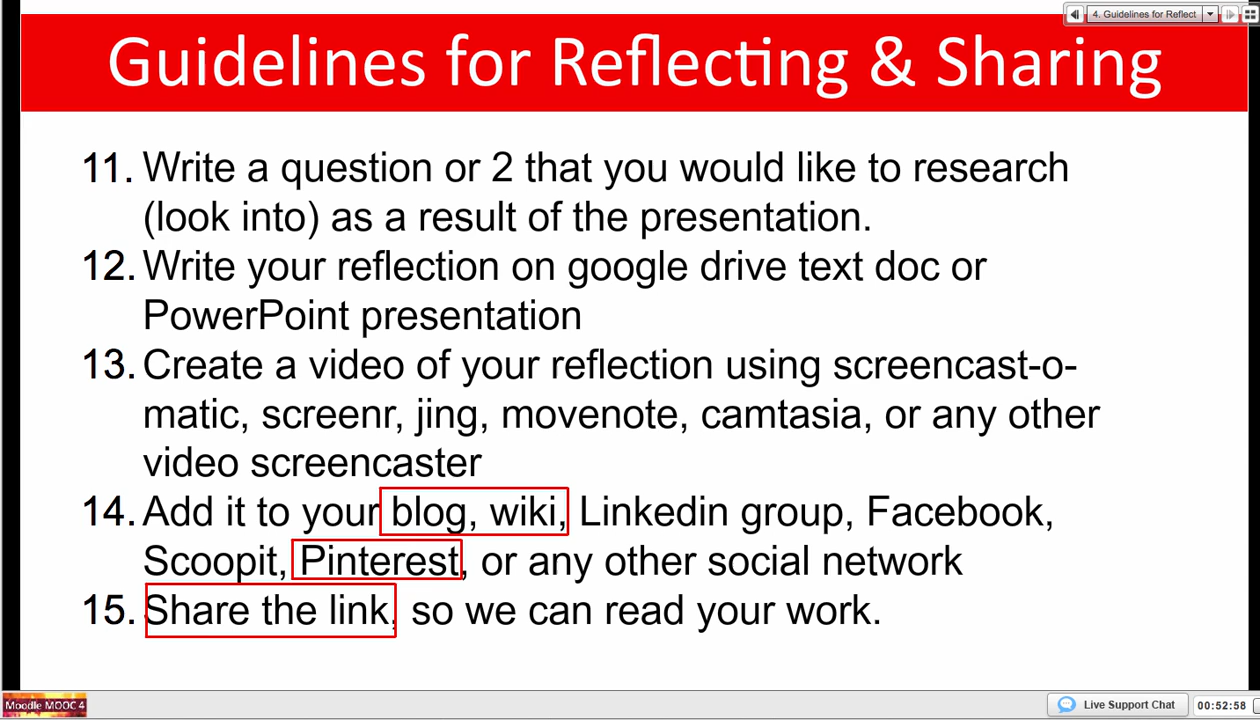 4. Guidelines for Reflect
Guidelines for Reflecting & Sharing
11. Write a question or 2 that you would like to research
(look into) as a result of the presentation.
12. Write your reflection on google drive text doc or
PowerPoint presentation
13. Create a video of your reflection using screencast-o-
matic, screenr, jing, movenote, camtasia, or any other
video screencaster
14. Add it to your blog, wiki, Linkedin group, Facebook,
Scoopit, Pinterest, or any other social network
15. Share the link, so we can read your work.
Moodle MOOC 4
Live Support Chat
00:52:58